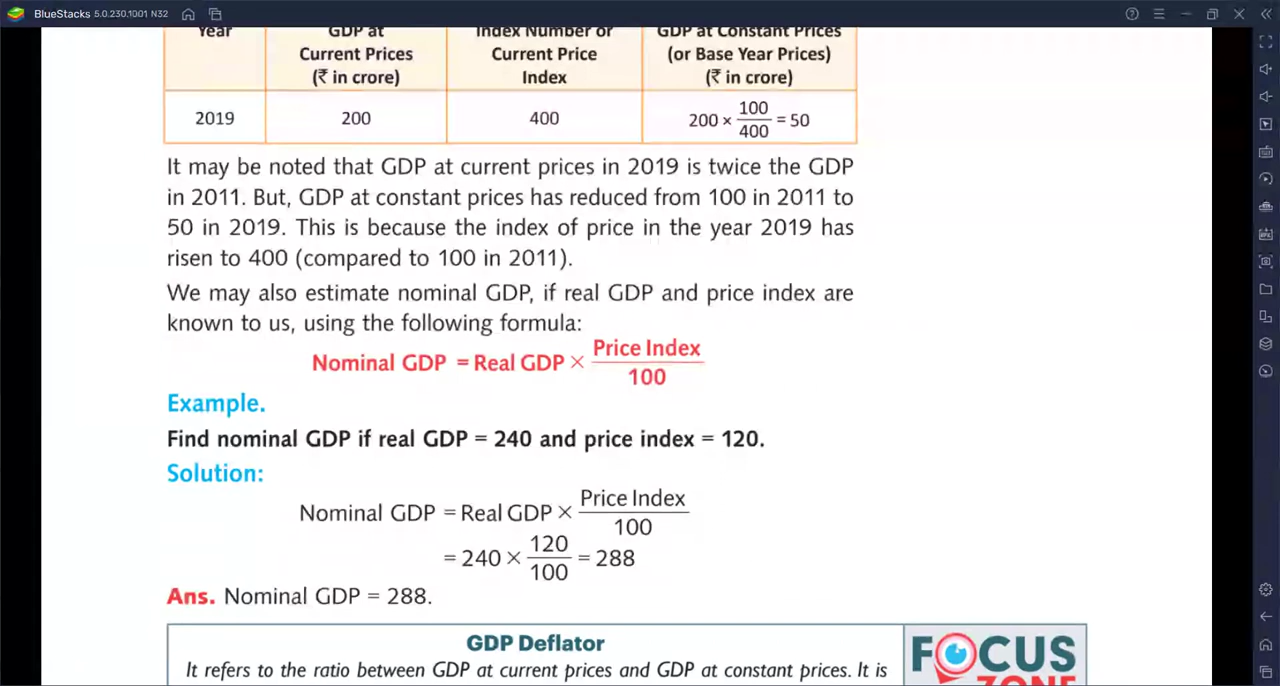 BlueStacks 5.0.230.1001 N32
Year
GDP at
Current Prices
(₹ in crore)
Index Number or
Current Price
Index
GDP at Constant Prices
(or Base Year Prices)
(₹ in crore)
2019
200
400
200 × 100/400 = 50
It may be noted that GDP at current prices in 2019 is twice the GDP
in 2011. But, GDP at constant prices has reduced from 100 in 2011 to
50 in 2019. This is because the index of price in the year 2019 has
risen to 400 (compared to 100 in 2011).
We may also estimate nominal GDP, if real GDP and price index are
known to us, using the following formula:
Nominal GDP = Real GDP × Price Index/100
Example.
Find nominal GDP if real GDP = 240 and price index = 120.
Solution:
Nominal GDP = Real GDP × Price Index/100
= 240 × 120/100 = 288
Ans. Nominal GDP = 288.
GDP Deflator
It refers to the ratio between GDP at current prices and GDP at constant prices. It is
FOCUS
ZONE